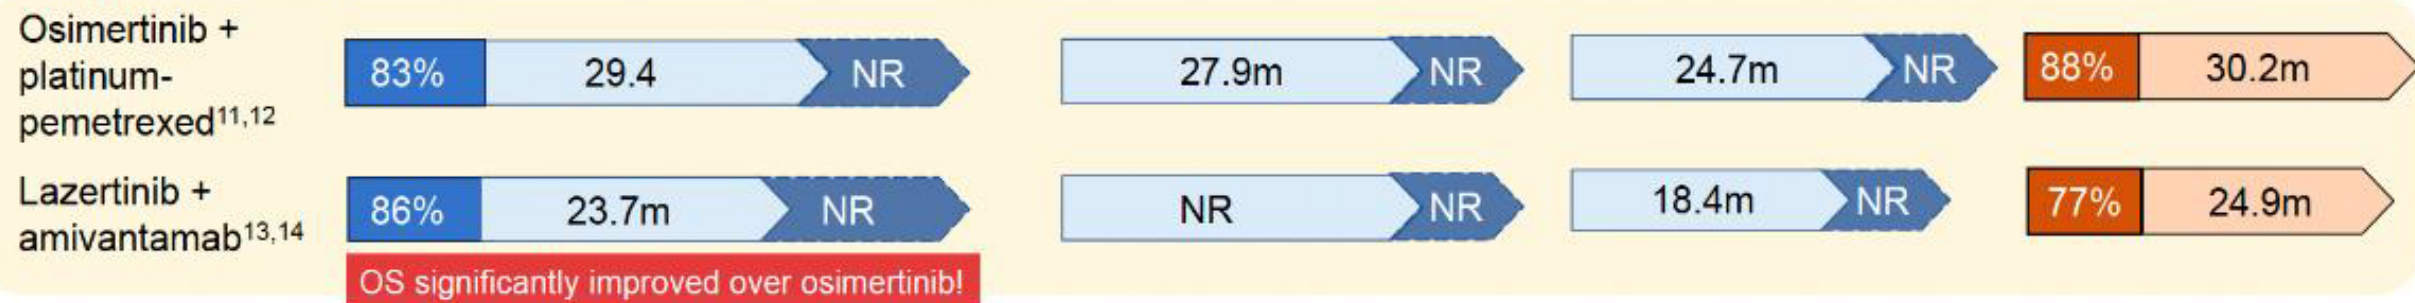 Osimertinib +
platinum-
pemetrexed11,12
83% 29.4 NR 27.9m NR 24.7m NR 88% 30.2m
Lazertinib +
amivantamab13,14
86% 23.7m NR NR NR 18.4m NR 77% 24.9m
OS significantly improved over osimertinib!